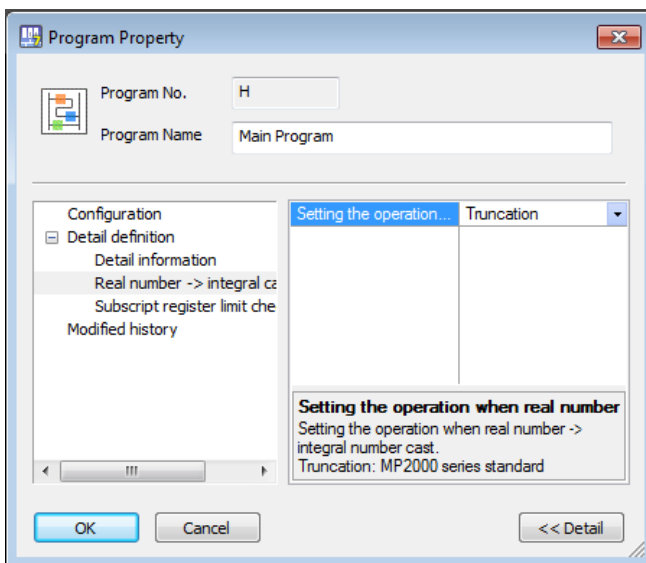 Program Property
Program No.
H
Program Name
Main Program
Configuration
Detail definition
Detail information
Real number -> integral ca
Subscript register limit che
Modified history
Setting the operation...
Truncation
Setting the operation when real number
Setting the operation when real number ->
integral number cast.
Truncation: MP2000 series standard
OK
Cancel
<< Detail